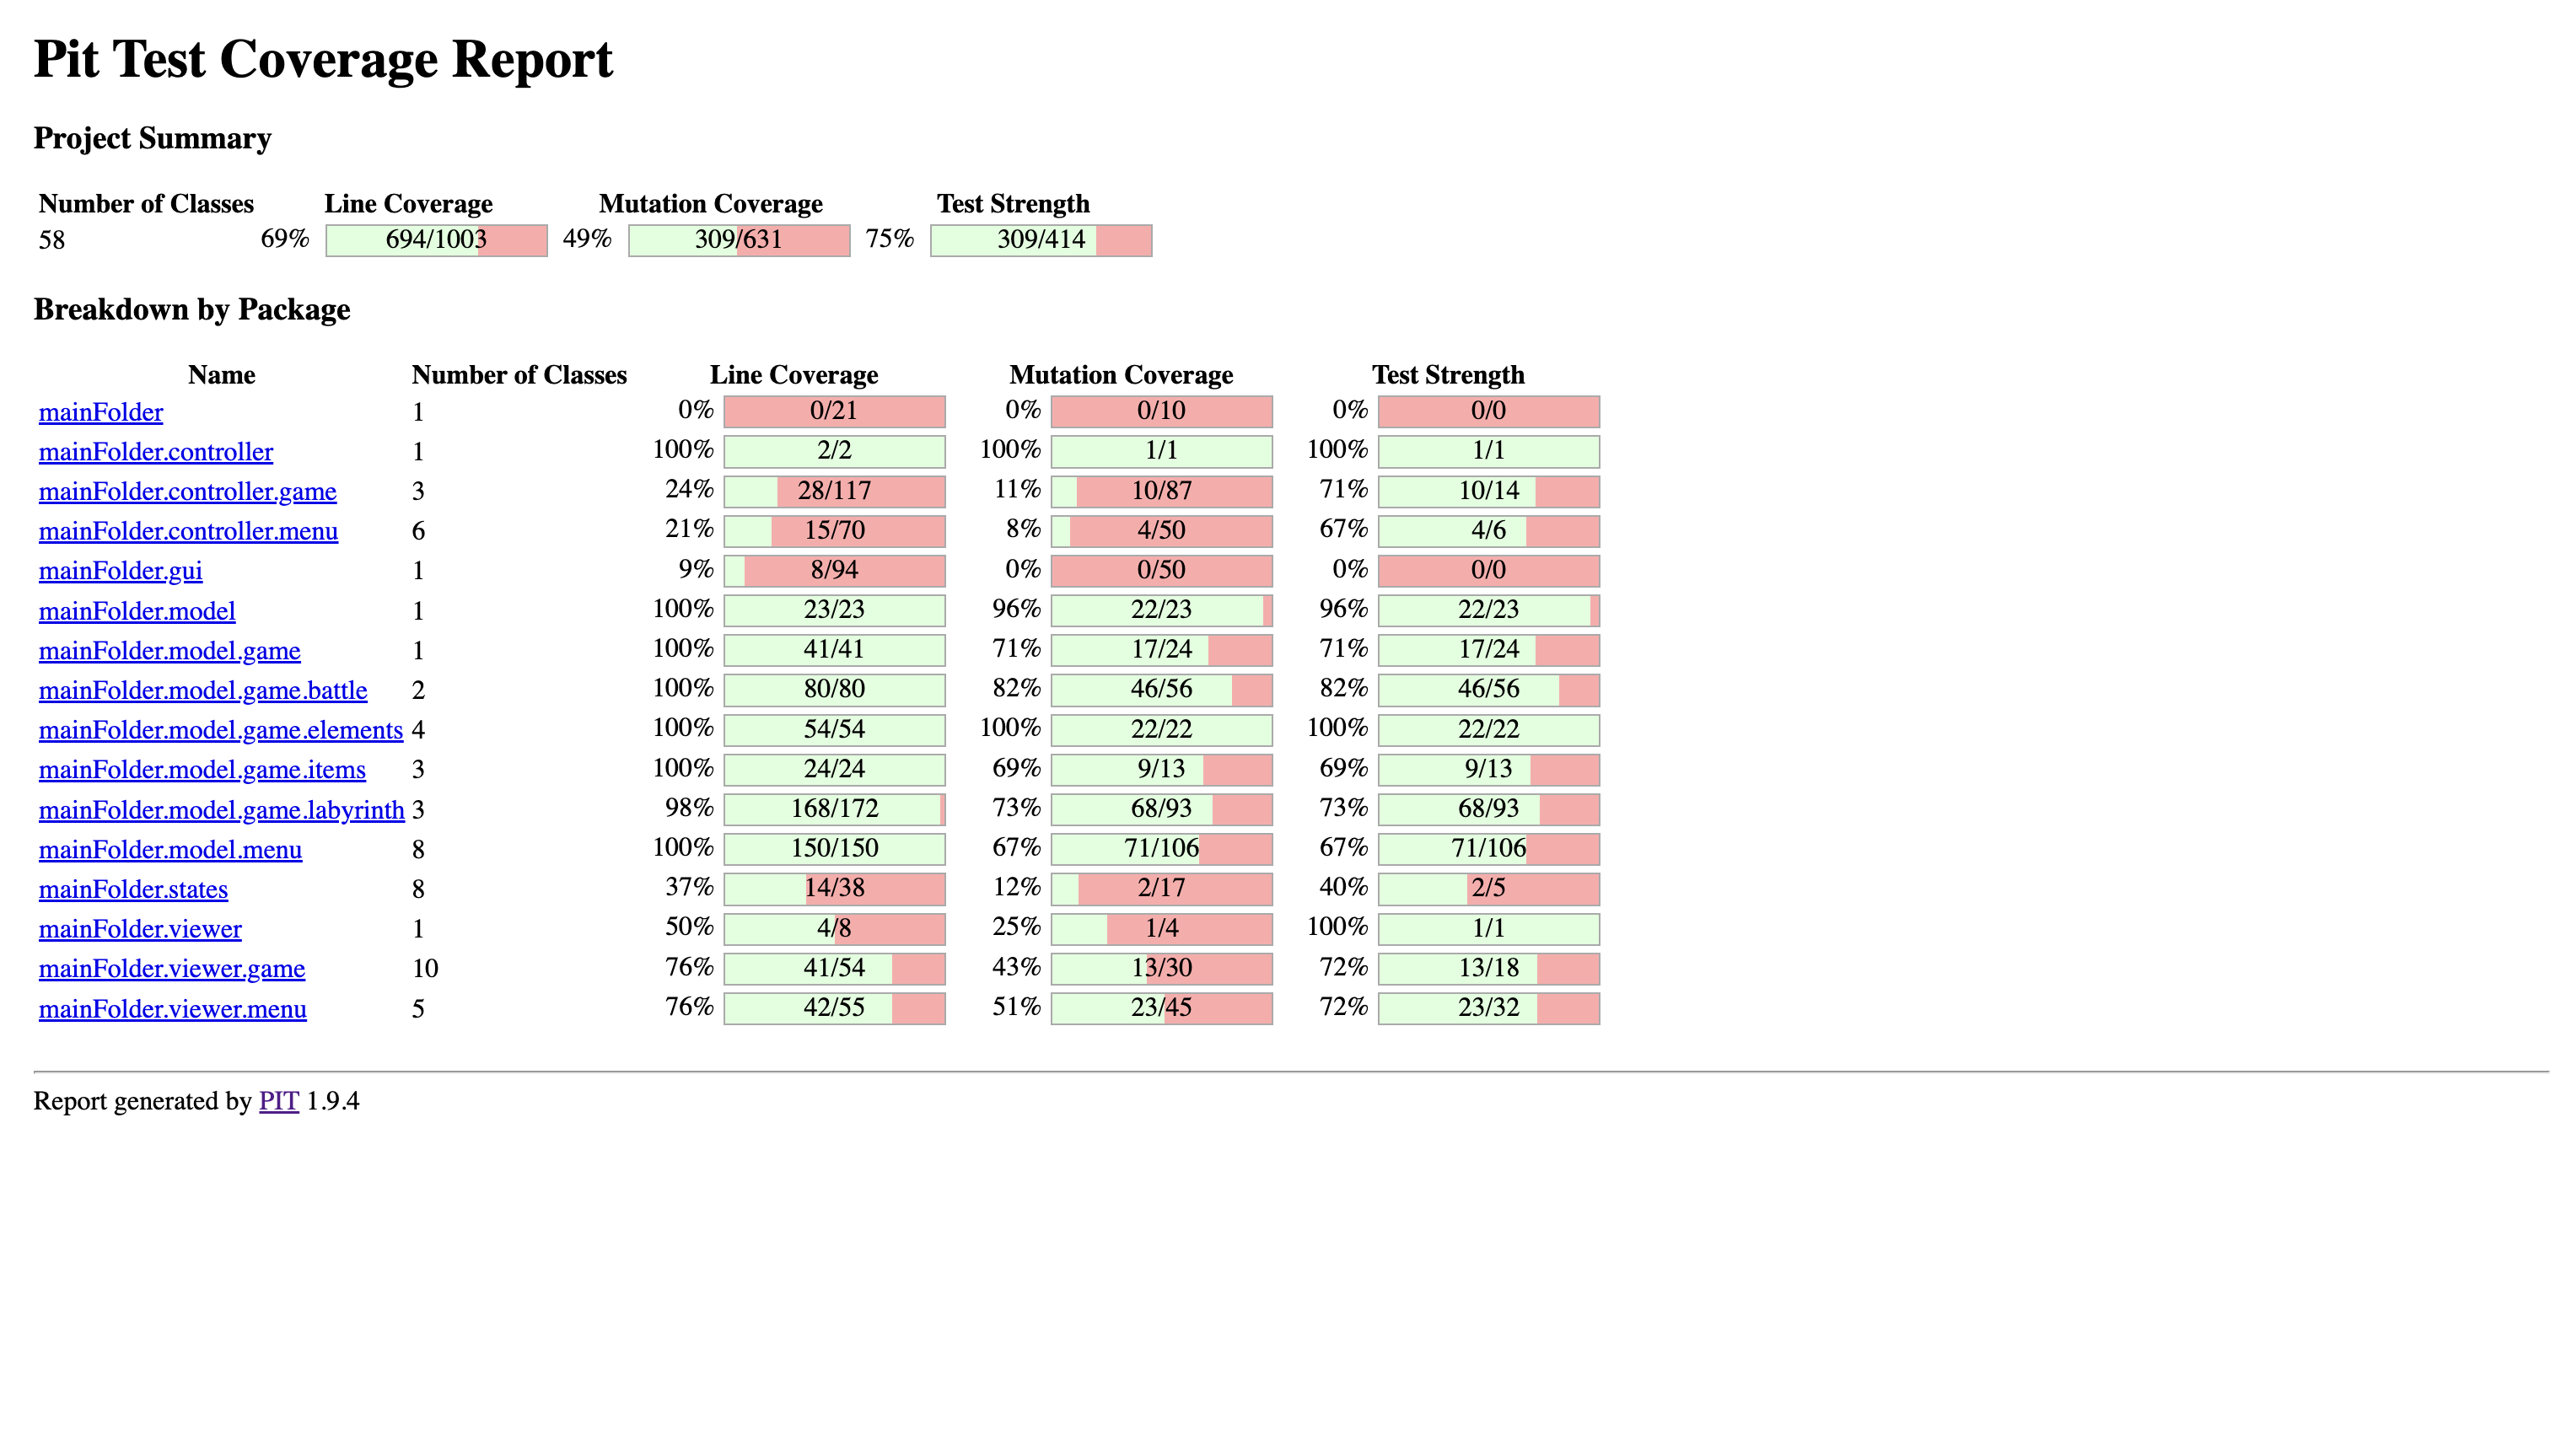 Pit Test Coverage Report
Project Summary
Number of Classes Line Coverage Mutation Coverage Test Strength
58 69% 694/1003 49% 309/631 75% 309/414
Breakdown by Package
Name Number of Classes Line Coverage Mutation Coverage Test Strength
mainFolder 1 0% 0/21 0% 0/10 0% 0/0
mainFolder.controller 1 100% 2/2 100% 1/1 100% 1/1
mainFolder.controller.game 3 24% 28/117 11% 10/87 71% 10/14
mainFolder.controller.menu 6 21% 15/70 8% 4/50 67% 4/6
mainFolder.gui 1 9% 8/94 0% 0/50 0% 0/0
mainFolder.model 1 100% 23/23 96% 22/23 96% 22/23
mainFolder.model.game 1 100% 41/41 71% 17/24 71% 17/24
mainFolder.model.game.battle 2 100% 80/80 82% 46/56 82% 46/56
mainFolder.model.game.elements 4 100% 54/54 100% 22/22 100% 22/22
mainFolder.model.game.items 3 100% 24/24 69% 9/13 69% 9/13
mainFolder.model.game.labyrinth 3 98% 168/172 73% 68/93 73% 68/93
mainFolder.model.menu 8 100% 150/150 67% 71/106 67% 71/106
mainFolder.states 8 37% 14/38 12% 2/17 40% 2/5
mainFolder.viewer 1 50% 4/8 25% 1/4 100% 1/1
mainFolder.viewer.game 10 76% 41/54 43% 13/30 72% 13/18
mainFolder.viewer.menu 5 76% 42/55 51% 23/45 72% 23/32
Report generated by PIT 1.9.4